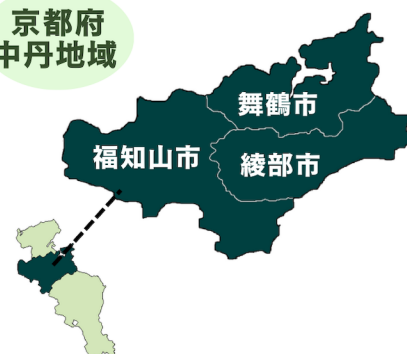 京都府
中丹地域
舞鶴市
福知山市
綾部市